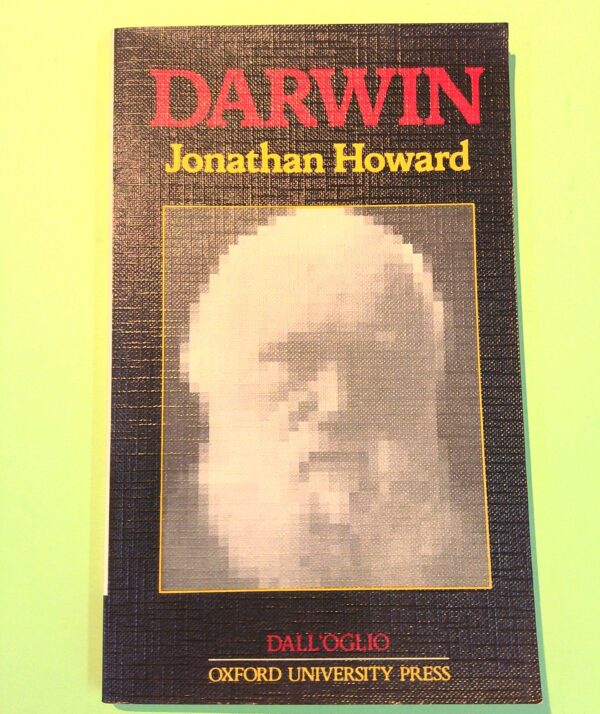 DARWIN
Jonathan Howard
DALL'OGLIO
OXFORD UNIVERSITY PRESS